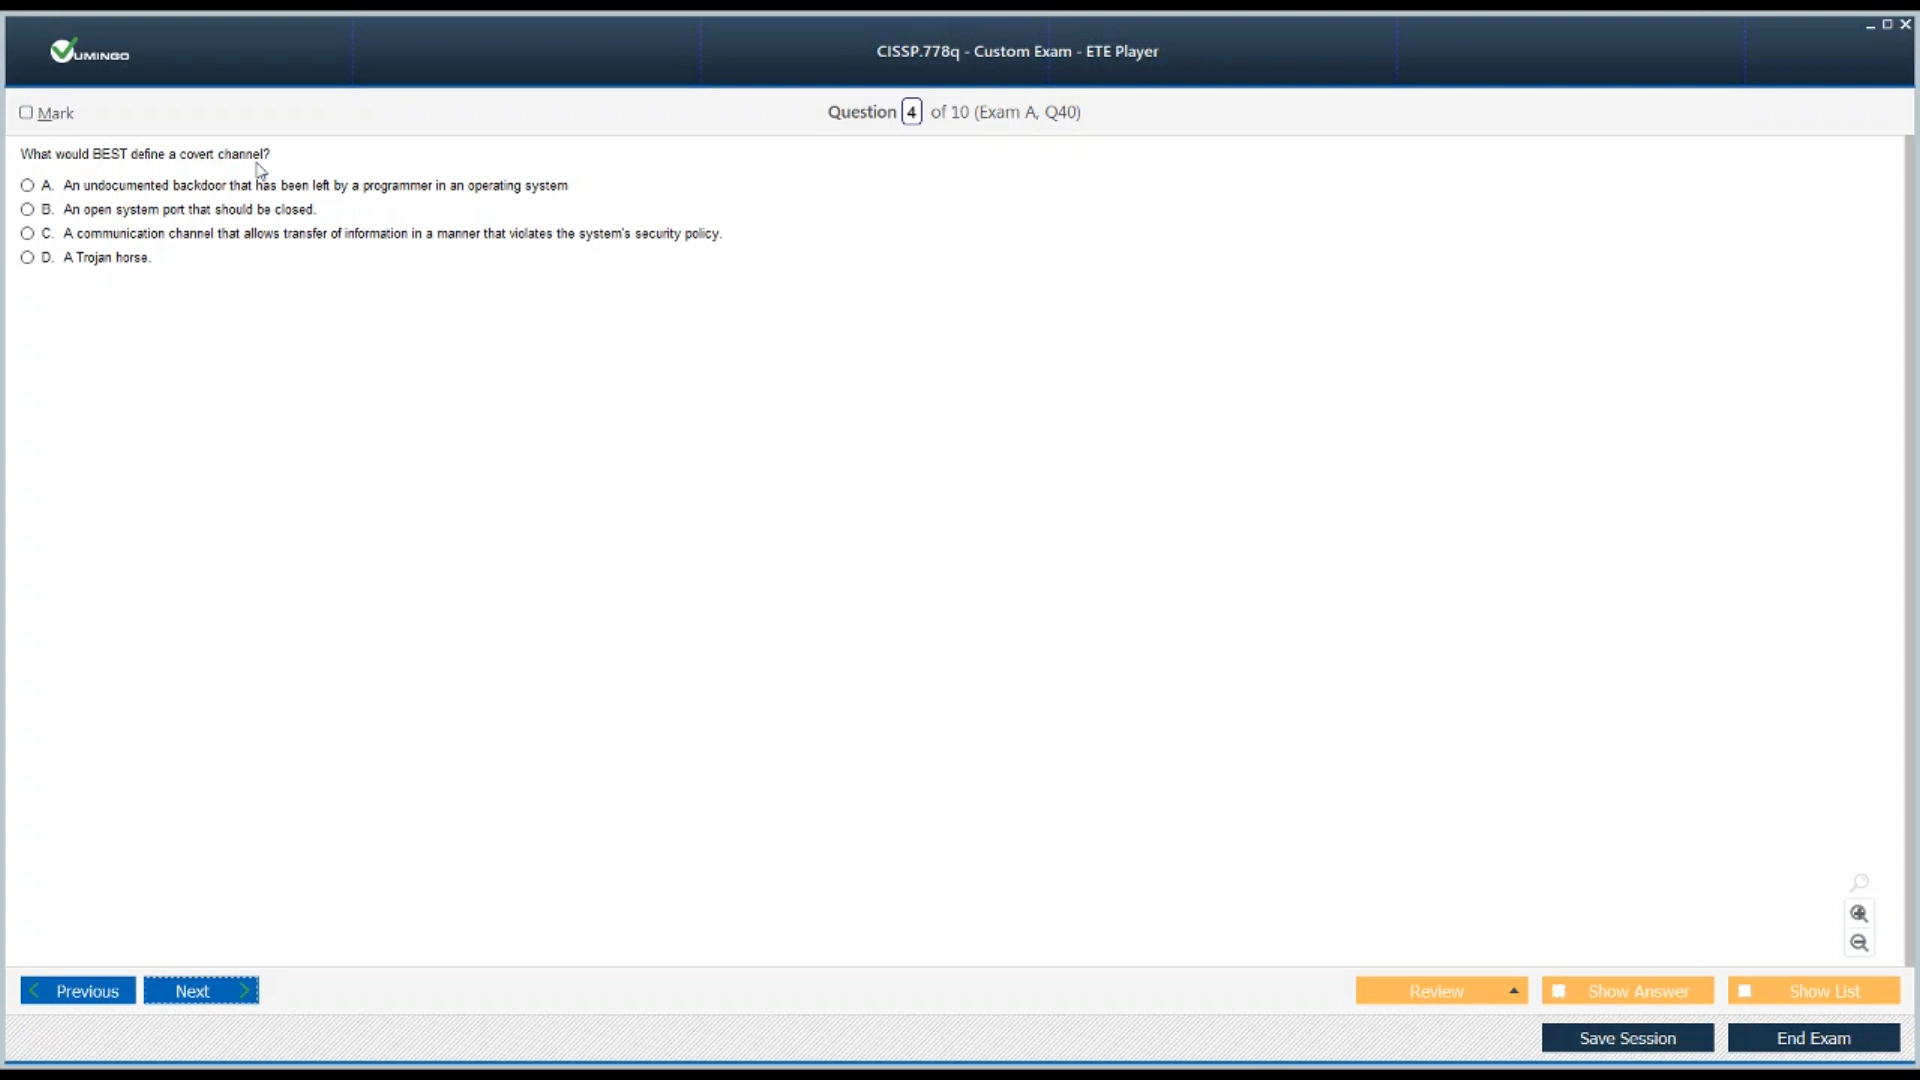 VUMINGO
CISSP.778q - Custom Exam - ETE Player
Mark
Question 4 of 10 (Exam A, Q40)
What would BEST define a covert channel?
A. An undocumented backdoor that has been left by a programmer in an operating system
B. An open system port that should be closed.
C. A communication channel that allows transfer of information in a manner that violates the system's security policy.
D. A Trojan horse.
Previous Next Review Show Answer Show List
Save Session End Exam